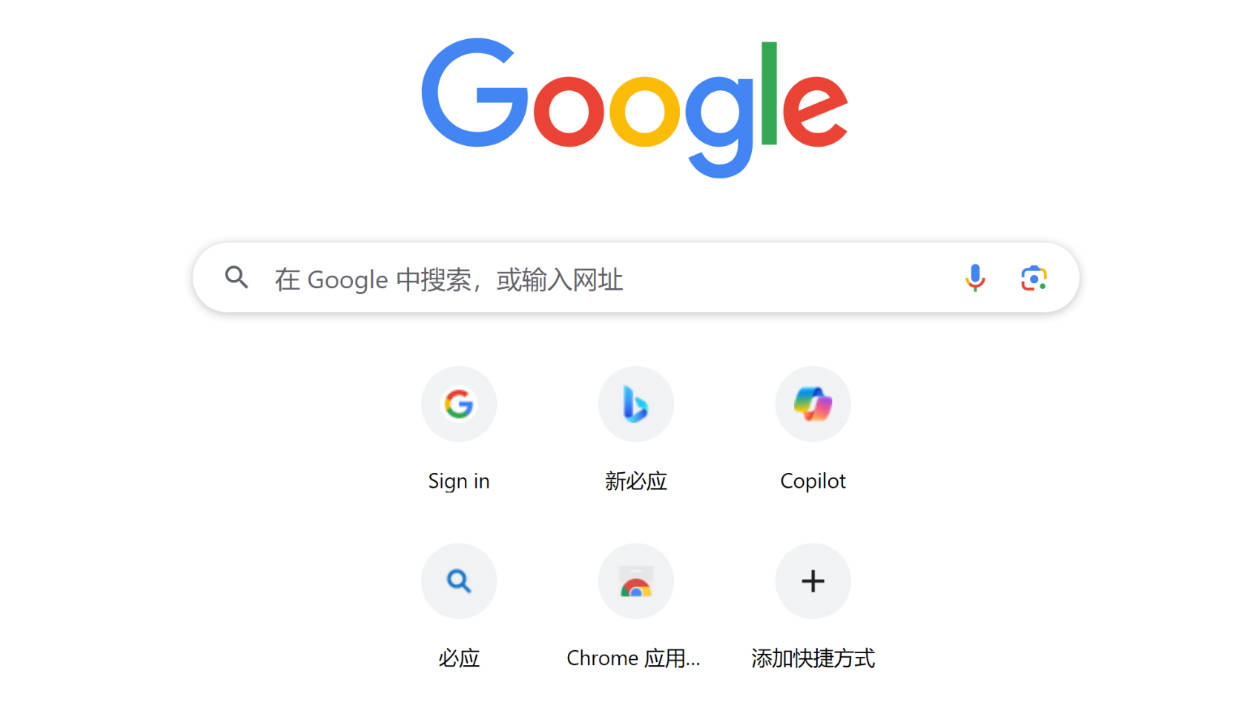 Google
在 Google 中搜索，或输入网址
Sign in
新必应
Copilot
必应
Chrome 应用...
添加快捷方式